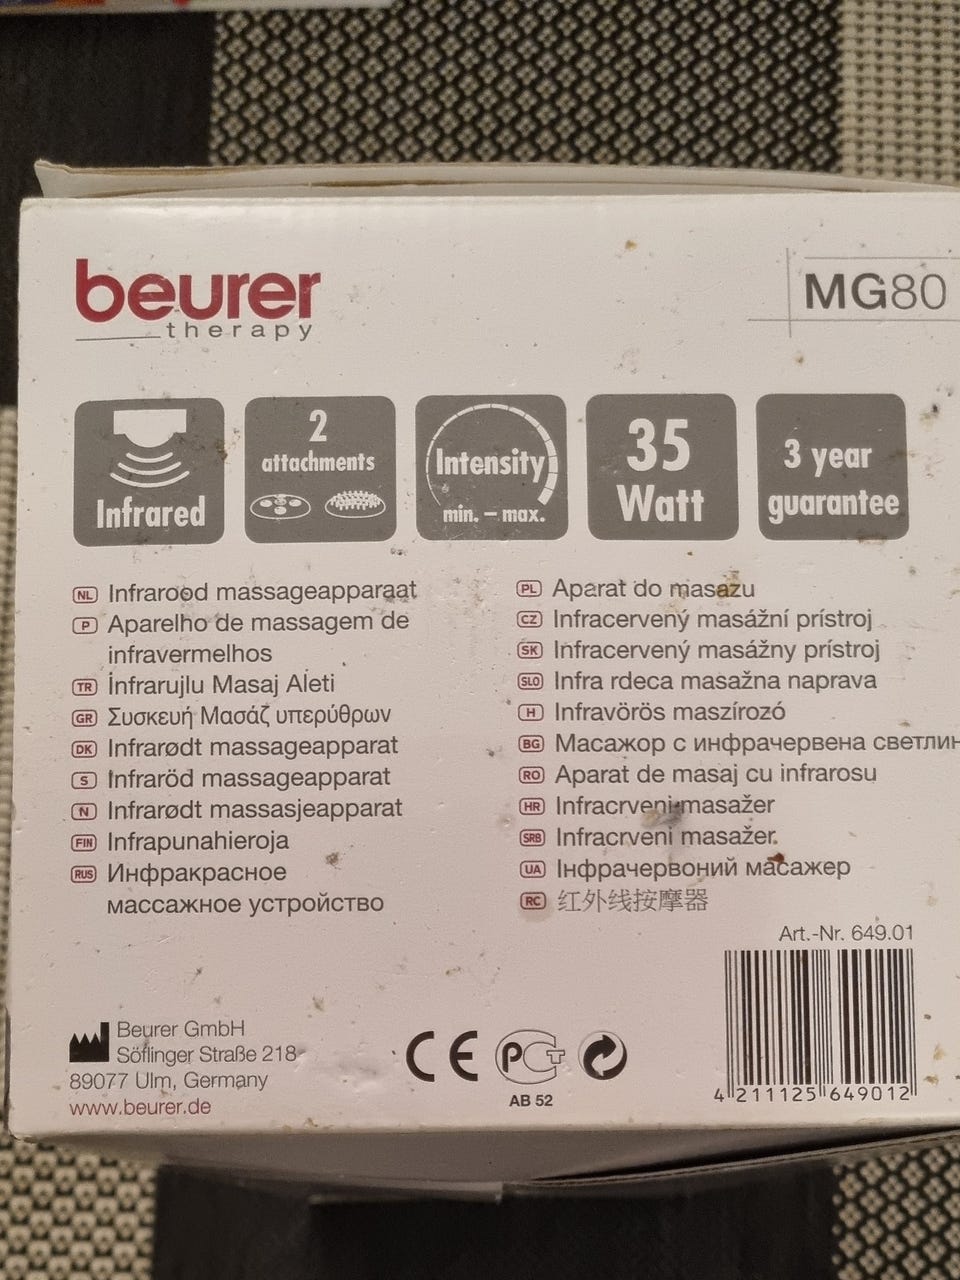 beurer
therapy
MG80
Infrared
2
attachments
Intensity
min. – max.
35
Watt
3 year
guarantee
NL Infrarood massageapparaat
P Aparelho de massagem de
infravermelhos
TR İnfrarujlu Masaj Aleti
GR Συσκευή Μασάζ υπερύθρων
DK Infrarødt massageapparat
S Infraröd massageapparat
N Infrarødt massasjeapparat
FIN Infrapunahieroja
RUS Инфракрасное
массажное устройство
PL Aparat do masazu
CZ Infracervený masážní prístroj
SK Infracervený masážny prístroj
SLO Infra rdeca masažna naprava
H Infravörös maszírozó
BG Масажор с инфрачервена светлин
RO Aparat de masaj cu infrarosu
HR Infracrveni masažer
SRB Infracrveni masažer.
UA Інфрачервоний масажер
RC 红外线按摩器
Art.-Nr. 649.01
Beurer GmbH
Söflinger Straße 218
89077 Ulm, Germany
www.beurer.de
CE
PCT
AB 52
4 211125 649012